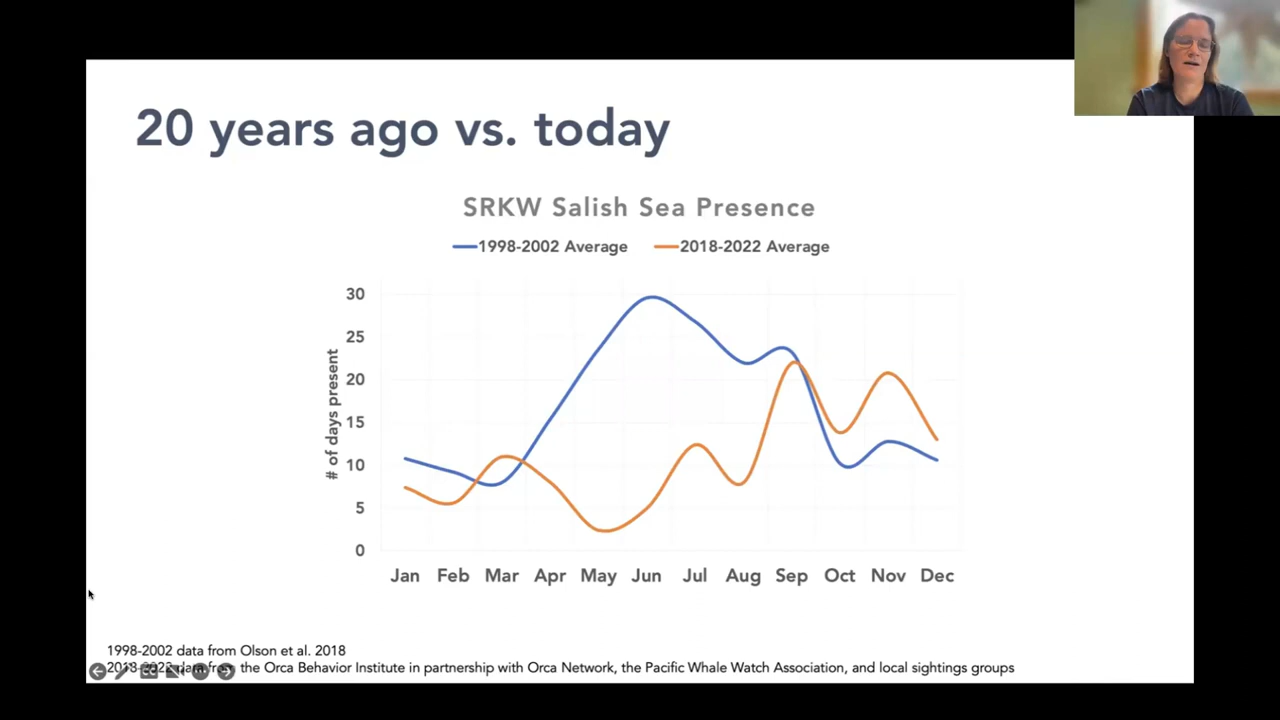 20 years ago vs. today
SRKW Salish Sea Presence
1998-2002 Average 2018-2022 Average
# of days present
30
25
20
15
10
5
0
Jan Feb Mar Apr May Jun Jul Aug Sep Oct Nov Dec
1998-2002 data from Olson et al. 2018
2018-2022 data from the Orca Behavior Institute in partnership with Orca Network, the Pacific Whale Watch Association, and local sightings groups